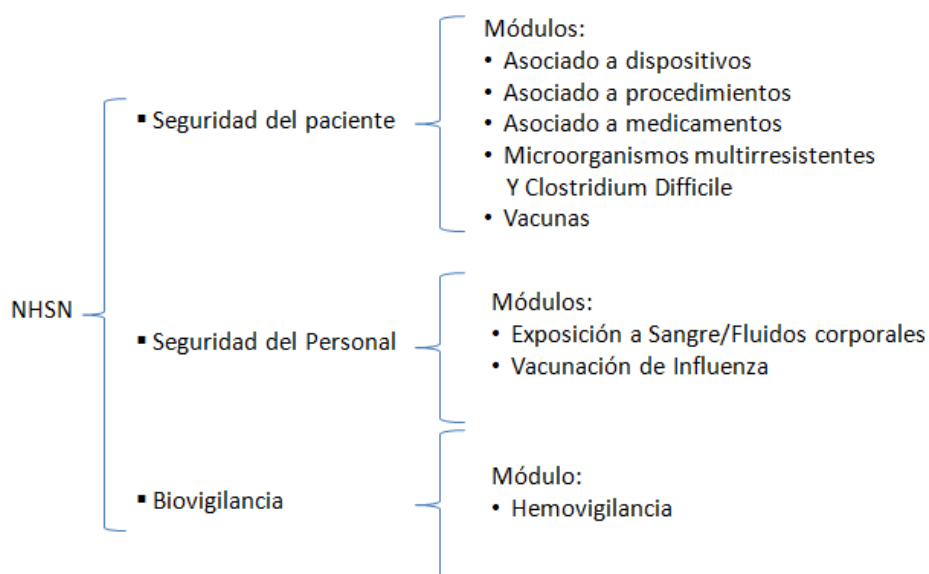 NHSN
▪ Seguridad del paciente
Módulos:
• Asociado a dispositivos
• Asociado a procedimientos
• Asociado a medicamentos
• Microorganismos multirresistentes
Y Clostridium Difficile
• Vacunas
▪ Seguridad del Personal
Módulos:
• Exposición a Sangre/Fluidos corporales
• Vacunación de Influenza
▪ Biovigilancia
Módulo:
• Hemovigilancia